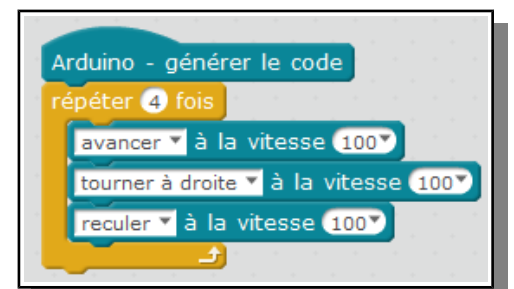 Arduino - générer le code
répéter 4 fois
avancer à la vitesse 100
tourner à droite à la vitesse 100
reculer à la vitesse 100